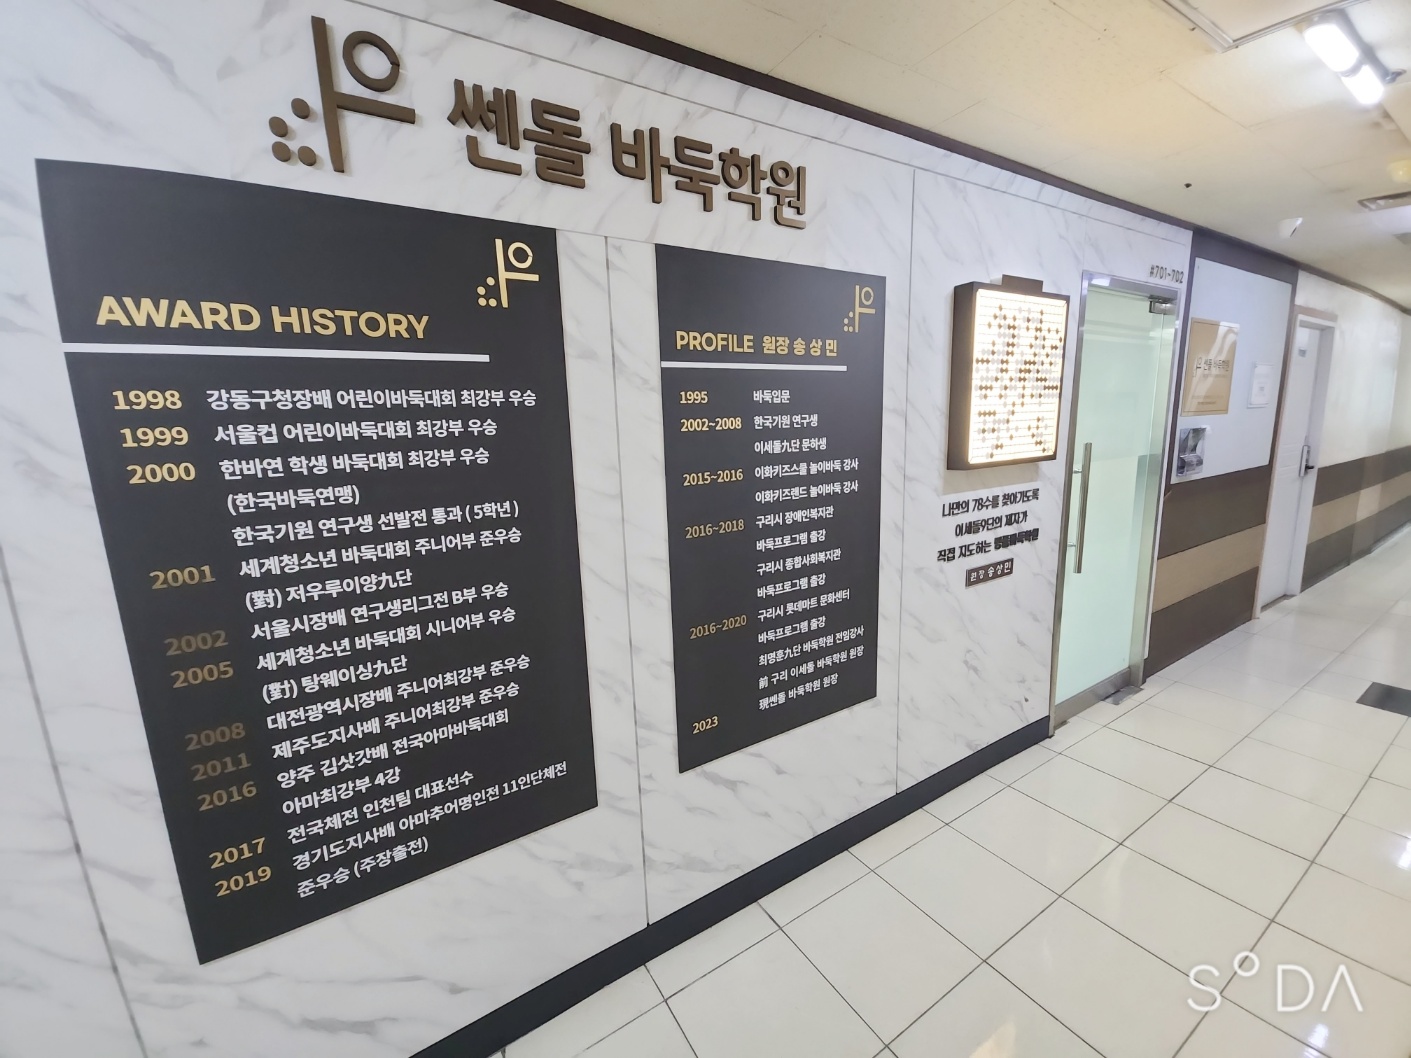 쎈돌 바둑학원
AWARD HISTORY
1998 강동구청장배 어린이바둑대회 최강부 우승
1999 서울컵 어린이바둑대회 최강부 우승
2000 한바연 학생 바둑대회 최강부 우승
(한국바둑연맹)
한국기원 연구생 선발전 통과 ( 5학년 )
2001 세계청소년 바둑대회 주니어부 준우승
(對) 저우루이양九단
2002 서울시장배 연구생리그전 B부 우승
2005 세계청소년 바둑대회 시니어부 우승
(對) 탕웨이싱九단
2008 대전광역시장배 주니어최강부 준우승
2011 제주도지사배 주니어최강부 준우승
2016 양주 김삿갓배 전국아마바둑대회
아마최강부 4강
2017 전국체전 인천팀 대표선수
2019 경기도지사배 아마추어명인전 11인단체전
준우승 (주장출전)
PROFILE 원장 송 상 민
1995 바둑입문
2002~2008 한국기원 연구생
이세돌九단 문하생
2015~2016 이화키즈스쿨 놀이바둑 강사
이화키즈랜드 놀이바둑 강사
2016~2018 구리시 장애인복지관
바둑프로그램 출강
구리시 종합사회복지관
바둑프로그램 출강
2016~2020 구리시 롯데마트 문화센터
바둑프로그램 출강
최명훈九단 바둑학원 전임강사
前 구리 이세돌 바둑학원 원장
2023 現쎈돌 바둑학원 원장
나만의 78수를 찾아가도록
이세돌9단의 제자가
직접 지도하는
원장 송상민
#701~702
쎈돌 바둑학원
SODA